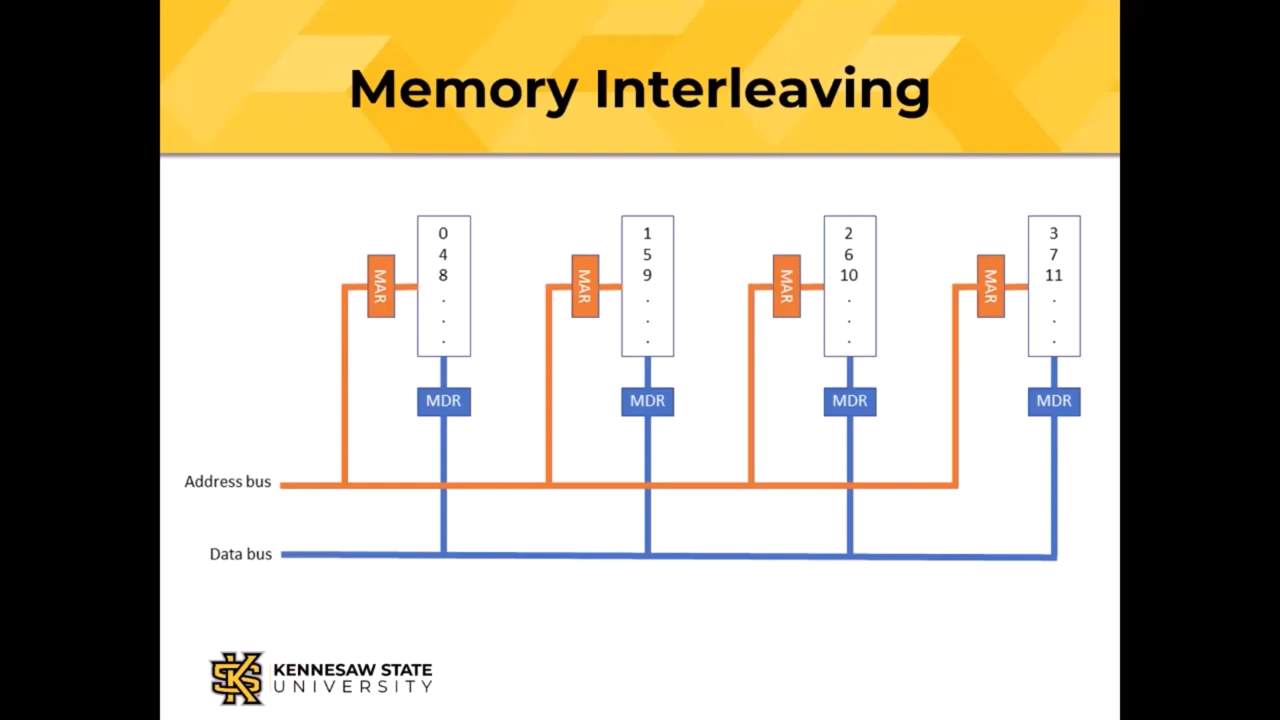 Memory Interleaving
0
4
8
.
.
.
1
5
9
.
.
.
2
6
10
.
.
.
3
7
11
.
.
.
MAR
MAR
MAR
MAR
MDR
MDR
MDR
MDR
Address bus
Data bus
KENNESAW STATE
UNIVERSITY